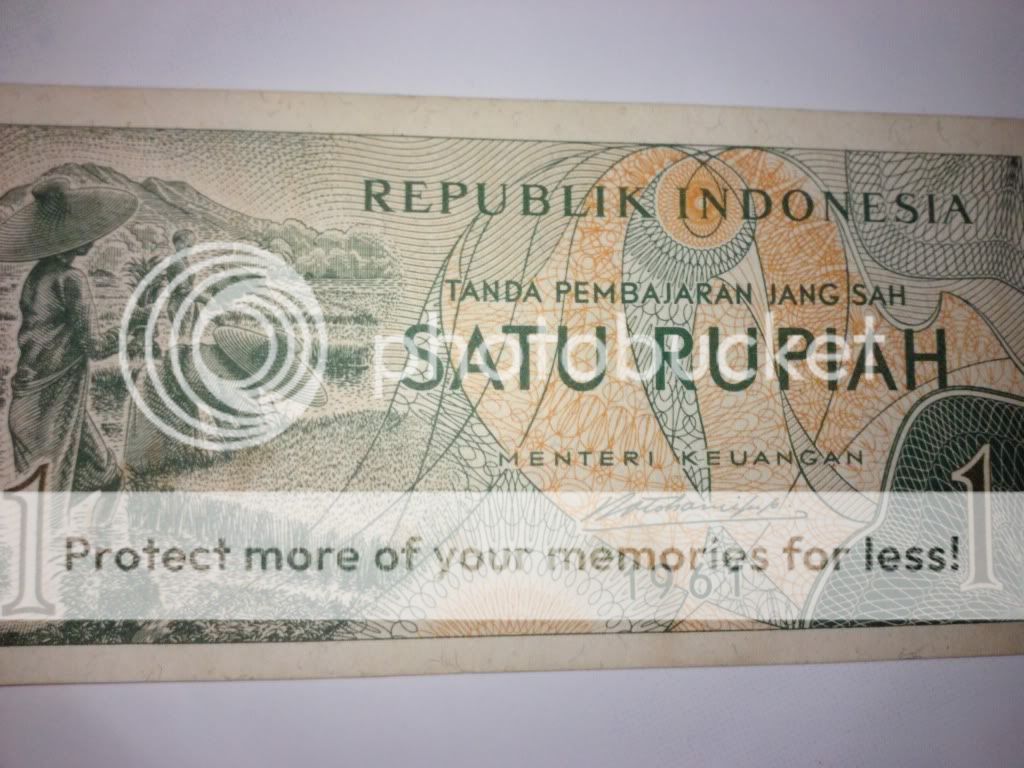 REPUBLIK INDONESIA
TANDA PEMBAJARAN JANG SAH
SATU RUPIAH
photobucket
MENTERI KEUANGAN
1
1
Protect more of your memories for less!
1961